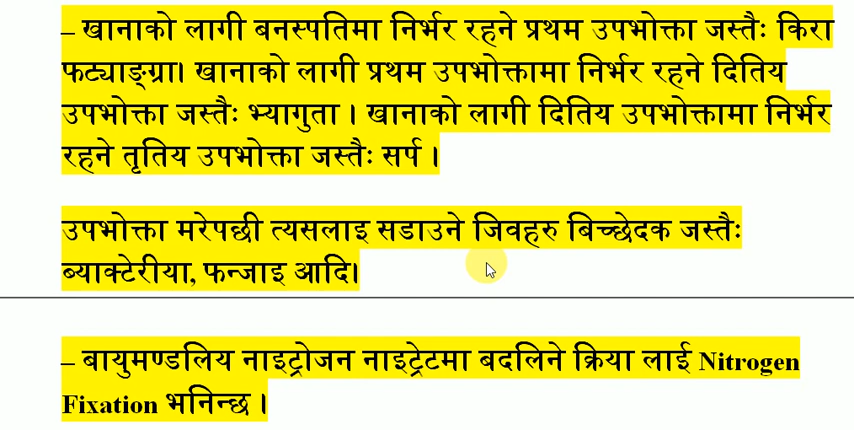 – खानाको लागी बनस्पतिमा निर्भर रहने प्रथम उपभोक्ता जस्तैः किरा
फट्याङ्ग्रा। खानाको लागी प्रथम उपभोक्तामा निर्भर रहने दितिय
उपभोक्ता जस्तैः भ्यागुता । खानाको लागी दितिय उपभोक्तामा निर्भर
रहने तृतिय उपभोक्ता जस्तैः सर्प ।
उपभोक्ता मरेपछी त्यसलाइ सडाउने जिवहरु बिच्छेदक जस्तैः
ब्याक्टेरीया, फन्जाइ आदि।
– बायुमण्डलिय नाइट्रोजन नाइट्रेटमा बदलिने क्रिया लाई Nitrogen
Fixation भनिन्छ ।